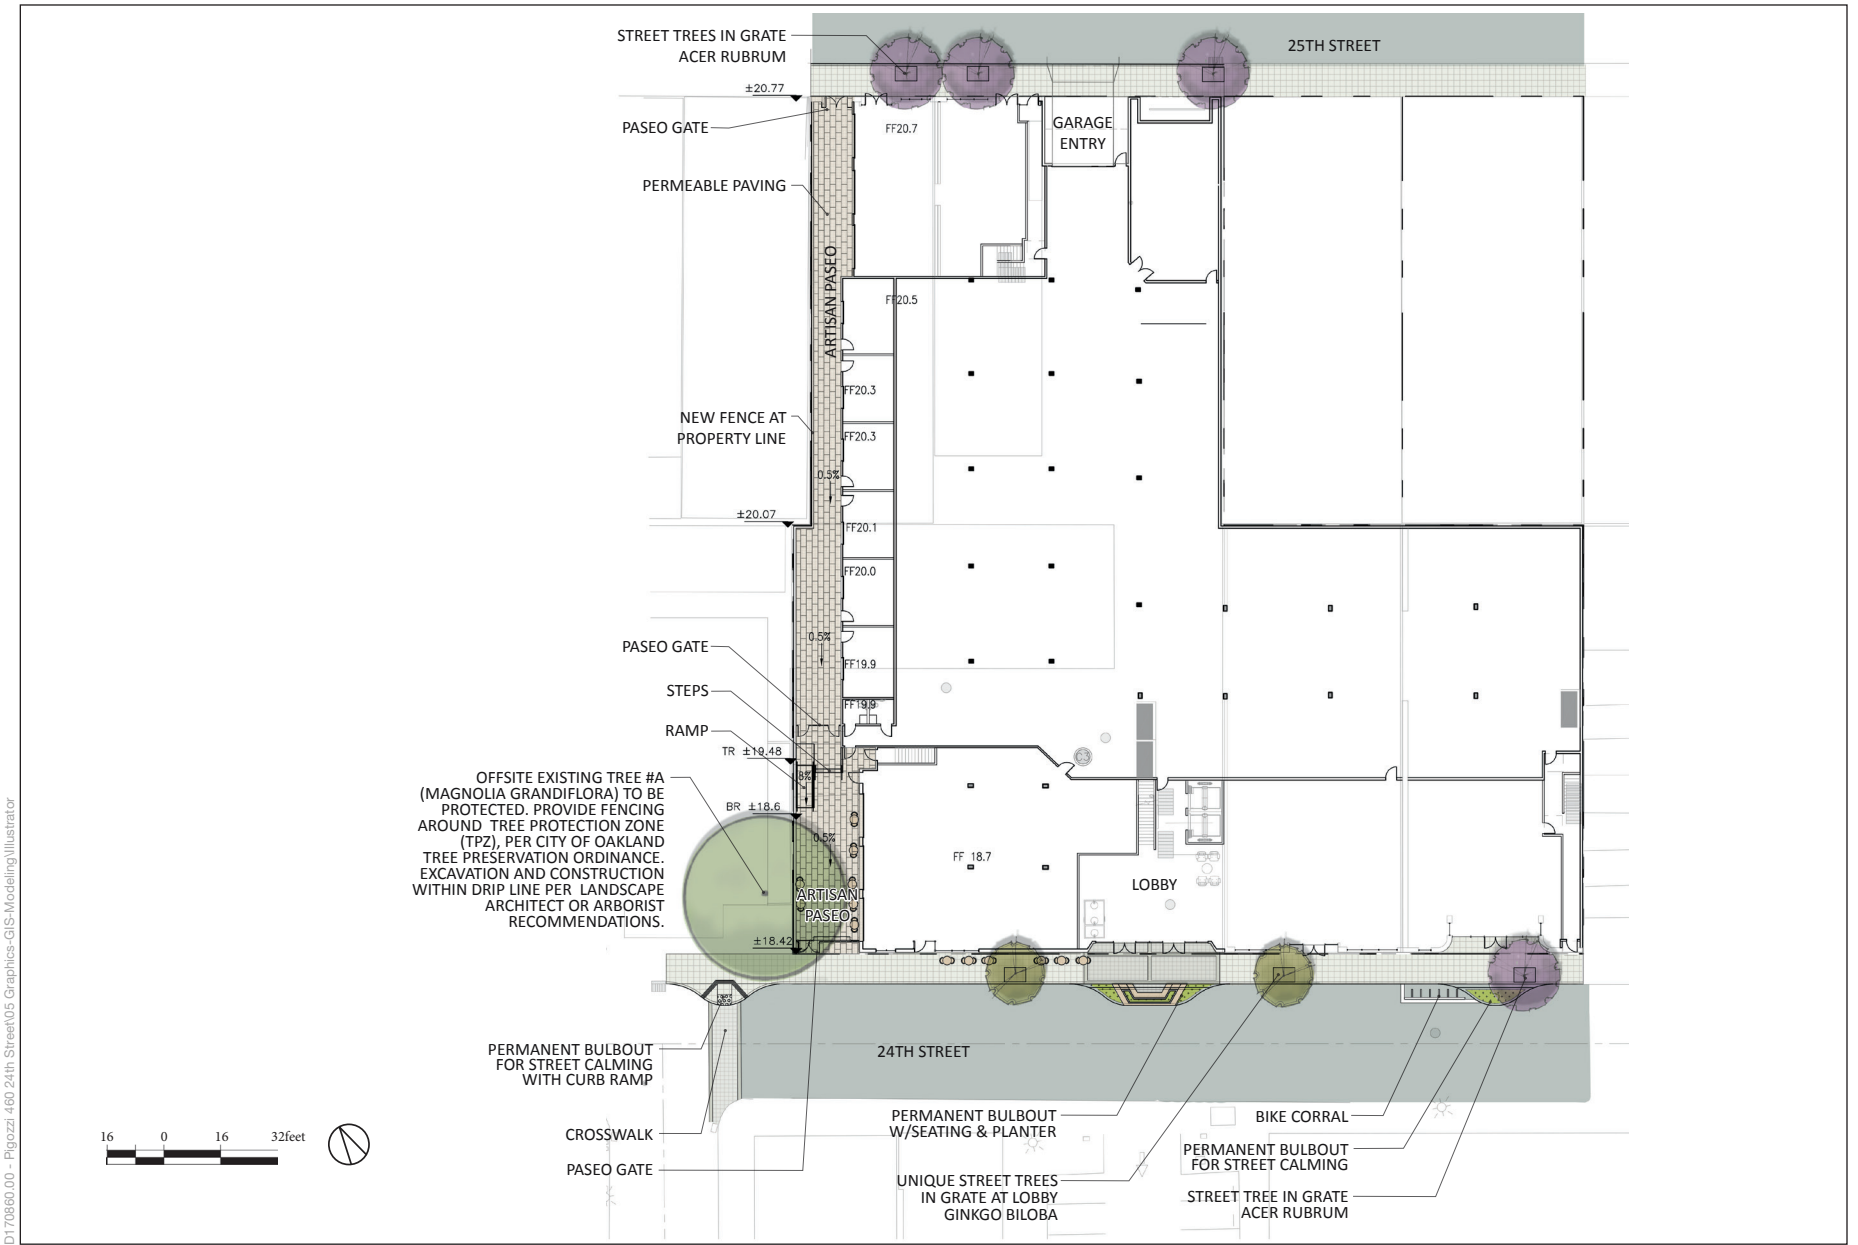 STREET TREES IN GRATE
ACER RUBRUM
25TH STREET
±20.77
PASEO GATE
FF20.7
GARAGE
ENTRY
PERMEABLE PAVING
ARTISAN PASEO
FF20.5
FF20.3
NEW FENCE AT
PROPERTY LINE
FF20.3
0.5%
±20.07
FF20.1
FF20.0
0.5%
PASEO GATE
FF19.9
STEPS
FF19.9
RAMP
TR ±19.48
8%
OFFSITE EXISTING TREE #A
(MAGNOLIA GRANDIFLORA) TO BE
PROTECTED. PROVIDE FENCING
AROUND TREE PROTECTION ZONE
(TPZ), PER CITY OF OAKLAND
TREE PRESERVATION ORDINANCE.
EXCAVATION AND CONSTRUCTION
WITHIN DRIP LINE PER LANDSCAPE
ARCHITECT OR ARBORIST
RECOMMENDATIONS.
BR ±18.6
0.5%
FF 18.7
LOBBY
ARTISAN
PASEO
±18.42
PERMANENT BULBOUT
FOR STREET CALMING
WITH CURB RAMP
24TH STREET
CROSSWALK
PASEO GATE
PERMANENT BULBOUT
W/SEATING & PLANTER
UNIQUE STREET TREES
IN GRATE AT LOBBY
GINKGO BILOBA
BIKE CORRAL
PERMANENT BULBOUT
FOR STREET CALMING
STREET TREE IN GRATE
ACER RUBRUM
16 0 16 32feet
D170860.00 - Pigozzi 460 24th Street\05 Graphics-GIS-Modeling\Illustrator